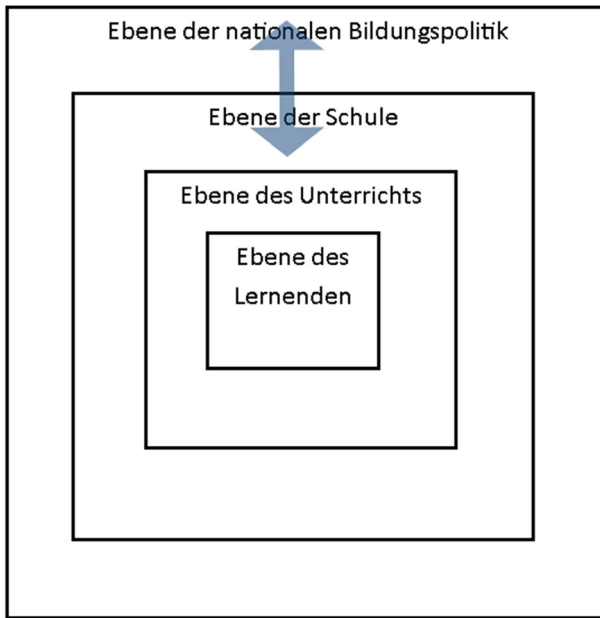 Ebene der nationalen Bildungspolitik
Ebene der Schule
Ebene des Unterrichts
Ebene des
Lernenden